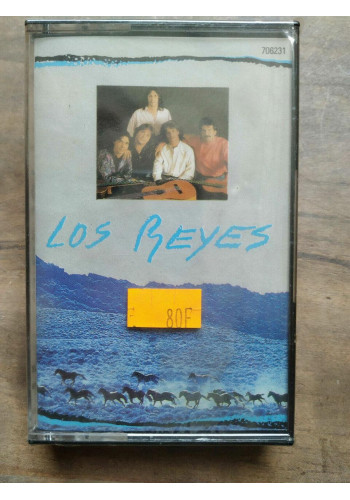 706231
LOS REYES
80F